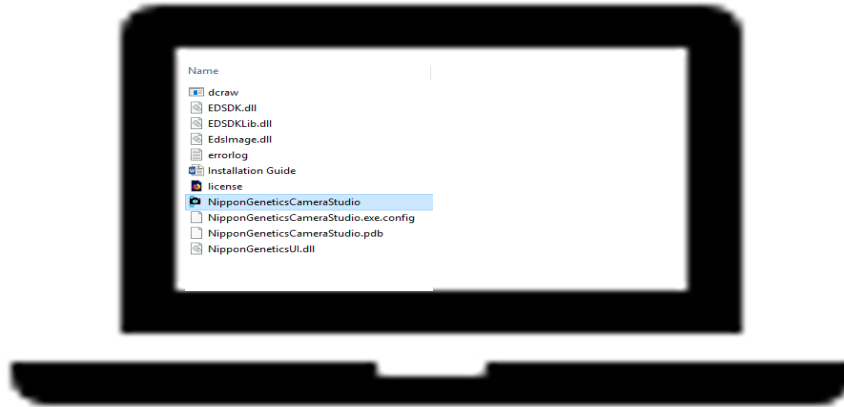 Name
dcraw
EDSDK.dll
EDSDKLib.dll
EdsImage.dll
errorlog
Installation Guide
license
NipponGeneticsCameraStudio
NipponGeneticsCameraStudio.exe.config
NipponGeneticsCameraStudio.pdb
NipponGeneticsUI.dll